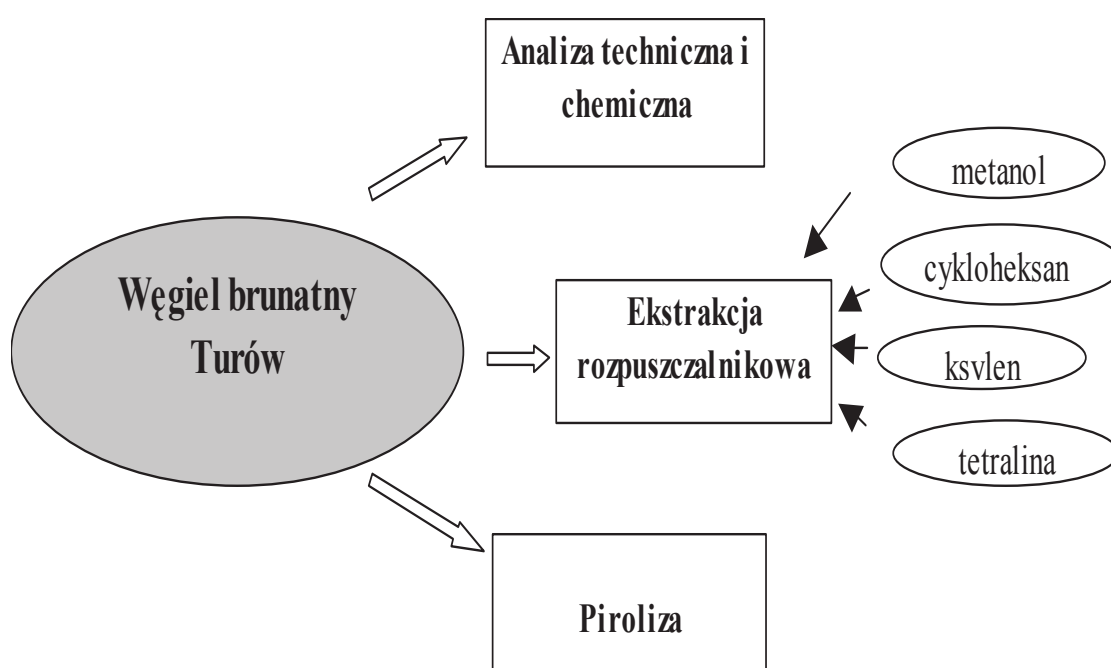 Analiza techniczna i
chemiczna
metanol
cykloheksan
Węgiel brunatny
Turów
Ekstrakcja
rozpuszczalnikowa
ksvlen
tetralina
Piroliza